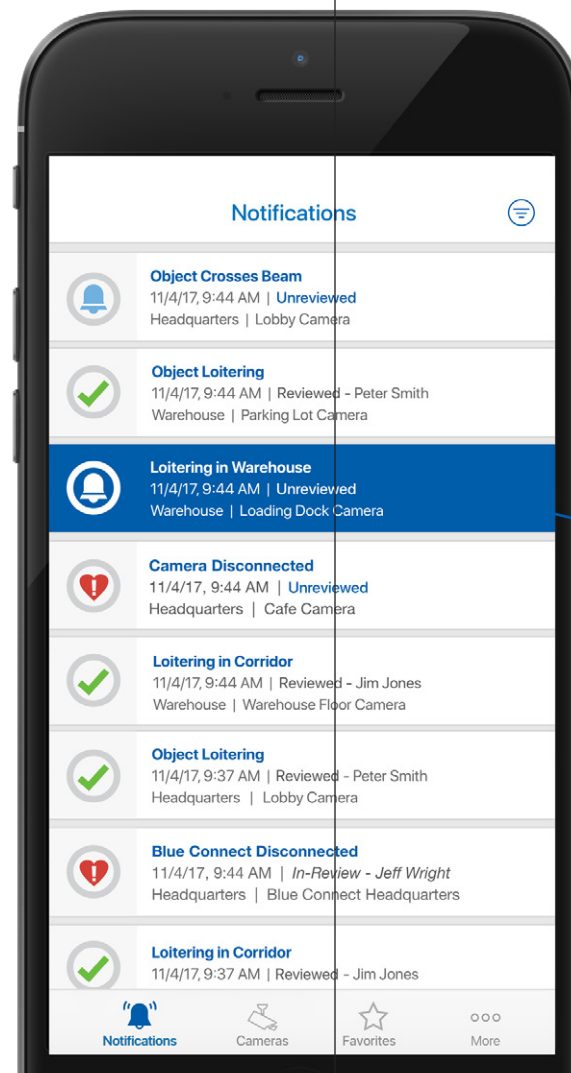 Notifications
Object Crosses Beam
11/4/17, 9:44 AM | Unreviewed
Headquarters | Lobby Camera
Object Loitering
11/4/17, 9:44 AM | Reviewed - Peter Smith
Warehouse | Parking Lot Camera
Loitering in Warehouse
11/4/17, 9:44 AM | Unreviewed
Warehouse | Loading Dock Camera
Camera Disconnected
11/4/17, 9:44 AM | Unreviewed
Headquarters | Cafe Camera
Loitering in Corridor
11/4/17, 9:44 AM | Reviewed - Jim Jones
Warehouse | Warehouse Floor Camera
Object Loitering
11/4/17, 9:37 AM | Reviewed - Peter Smith
Headquarters | Lobby Camera
Blue Connect Disconnected
11/4/17, 9:44 AM | In-Review - Jeff Wright
Headquarters | Blue Connect Headquarters
Loitering in Corridor
11/4/17, 9:37 AM | Reviewed - Jim Jones
Notifications Cameras Favorites More